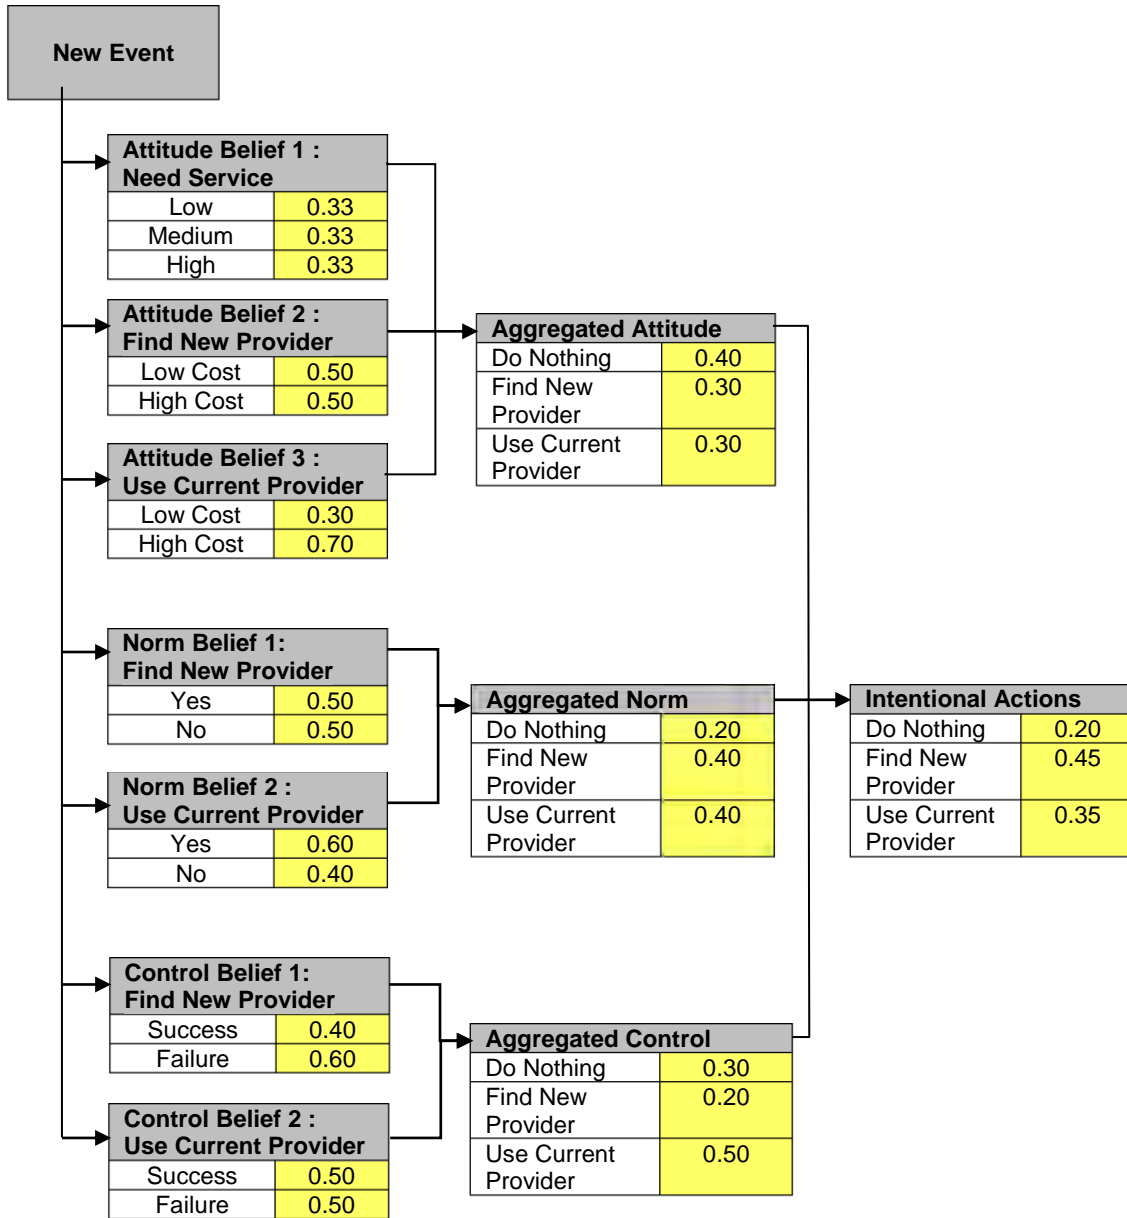 New Event
Attitude Belief 1 :
Need Service
Low 0.33
Medium 0.33
High 0.33
Attitude Belief 2 :
Find New Provider
Low Cost 0.50
High Cost 0.50
Attitude Belief 3 :
Use Current Provider
Low Cost 0.30
High Cost 0.70
Norm Belief 1:
Find New Provider
Yes 0.50
No 0.50
Norm Belief 2 :
Use Current Provider
Yes 0.60
No 0.40
Control Belief 1:
Find New Provider
Success 0.40
Failure 0.60
Control Belief 2 :
Use Current Provider
Success 0.50
Failure 0.50
Aggregated Attitude
Do Nothing 0.40
Find New 0.30
Provider
Use Current 0.30
Provider
Aggregated Norm
Do Nothing 0.20
Find New 0.40
Provider
Use Current 0.40
Provider
Aggregated Control
Do Nothing 0.30
Find New 0.20
Provider
Use Current 0.50
Provider
Intentional Actions
Do Nothing 0.20
Find New 0.45
Provider
Use Current 0.35
Provider